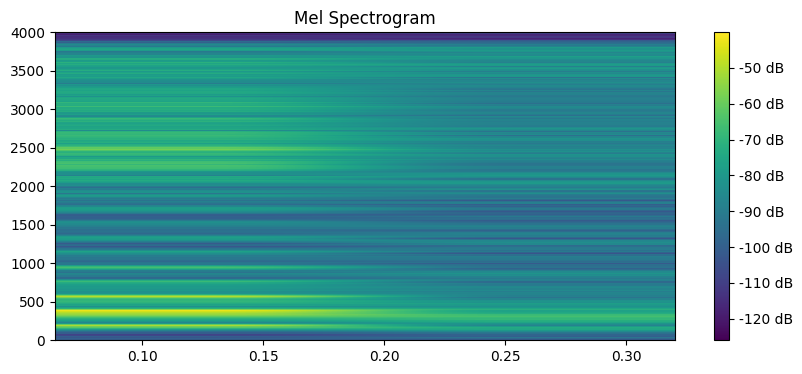 Mel Spectrogram
4000
3500
3000
2500
2000
1500
1000
500
0
0.10 0.15 0.20 0.25 0.30
-50 dB
-60 dB
-70 dB
-80 dB
-90 dB
-100 dB
-110 dB
-120 dB